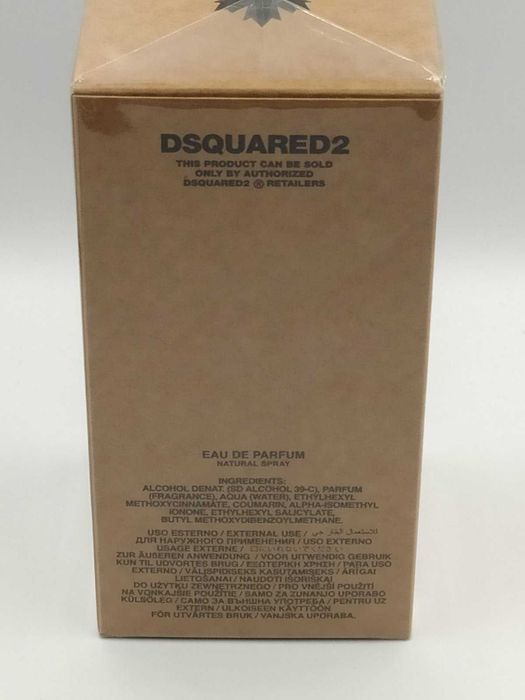 DSQUARED2
THIS PRODUCT CAN BE SOLD
ONLY BY AUTHORIZED
DSQUARED2 ® RETAILERS
EAU DE PARFUM
NATURAL SPRAY
INGREDIENTS:
ALCOHOL DENAT. (SD ALCOHOL 39-C), PARFUM
(FRAGRANCE), AQUA (WATER), ETHYLHEXYL
METHOXYCINNAMATE, COUMARIN, ALPHA-ISOMETHYL
IONONE, ETHYLHEXYL SALICYLATE,
BUTYL METHOXYDIBENZOYLMETHANE.
USO ESTERNO / EXTERNAL USE / للاستعمال الخارجي
ДЛЯ НАРУЖНОГО ПРИМЕНЕНИЯ / USO EXTERNO
USAGE EXTERNE /
ZUR ÄUßEREN ANWENDUNG / VOOR UITWENDIG GEBRUIK
KUN TIL UDVORTES BRUG / ΕΞΩΤΕΡΙΚΗ ΧΡΗΣΗ / PARA USO
EXTERNO / VÄLISPIDISEKS KASUTAMISEKS / ĀRĪGAI
LIETOŠANAI / NAUDOTI IŠORIŠKAI
DO UŻYTKU ZEWNĘTRZNEGO / PRO VNĚJŠÍ POUŽITÍ
NA VONKAJŠIE POUŽITIE / SAMO ZA ZUNANJO UPORABO
KÜLSŐLEG / САМО ЗА ВЪНШНА УПОТРЕБА / PENTRU UZ
EXTERN / ULKOISEEN KÄYTTÖÖN
FÖR UTVÄRTES BRUK / VANJSKA UPORABA.